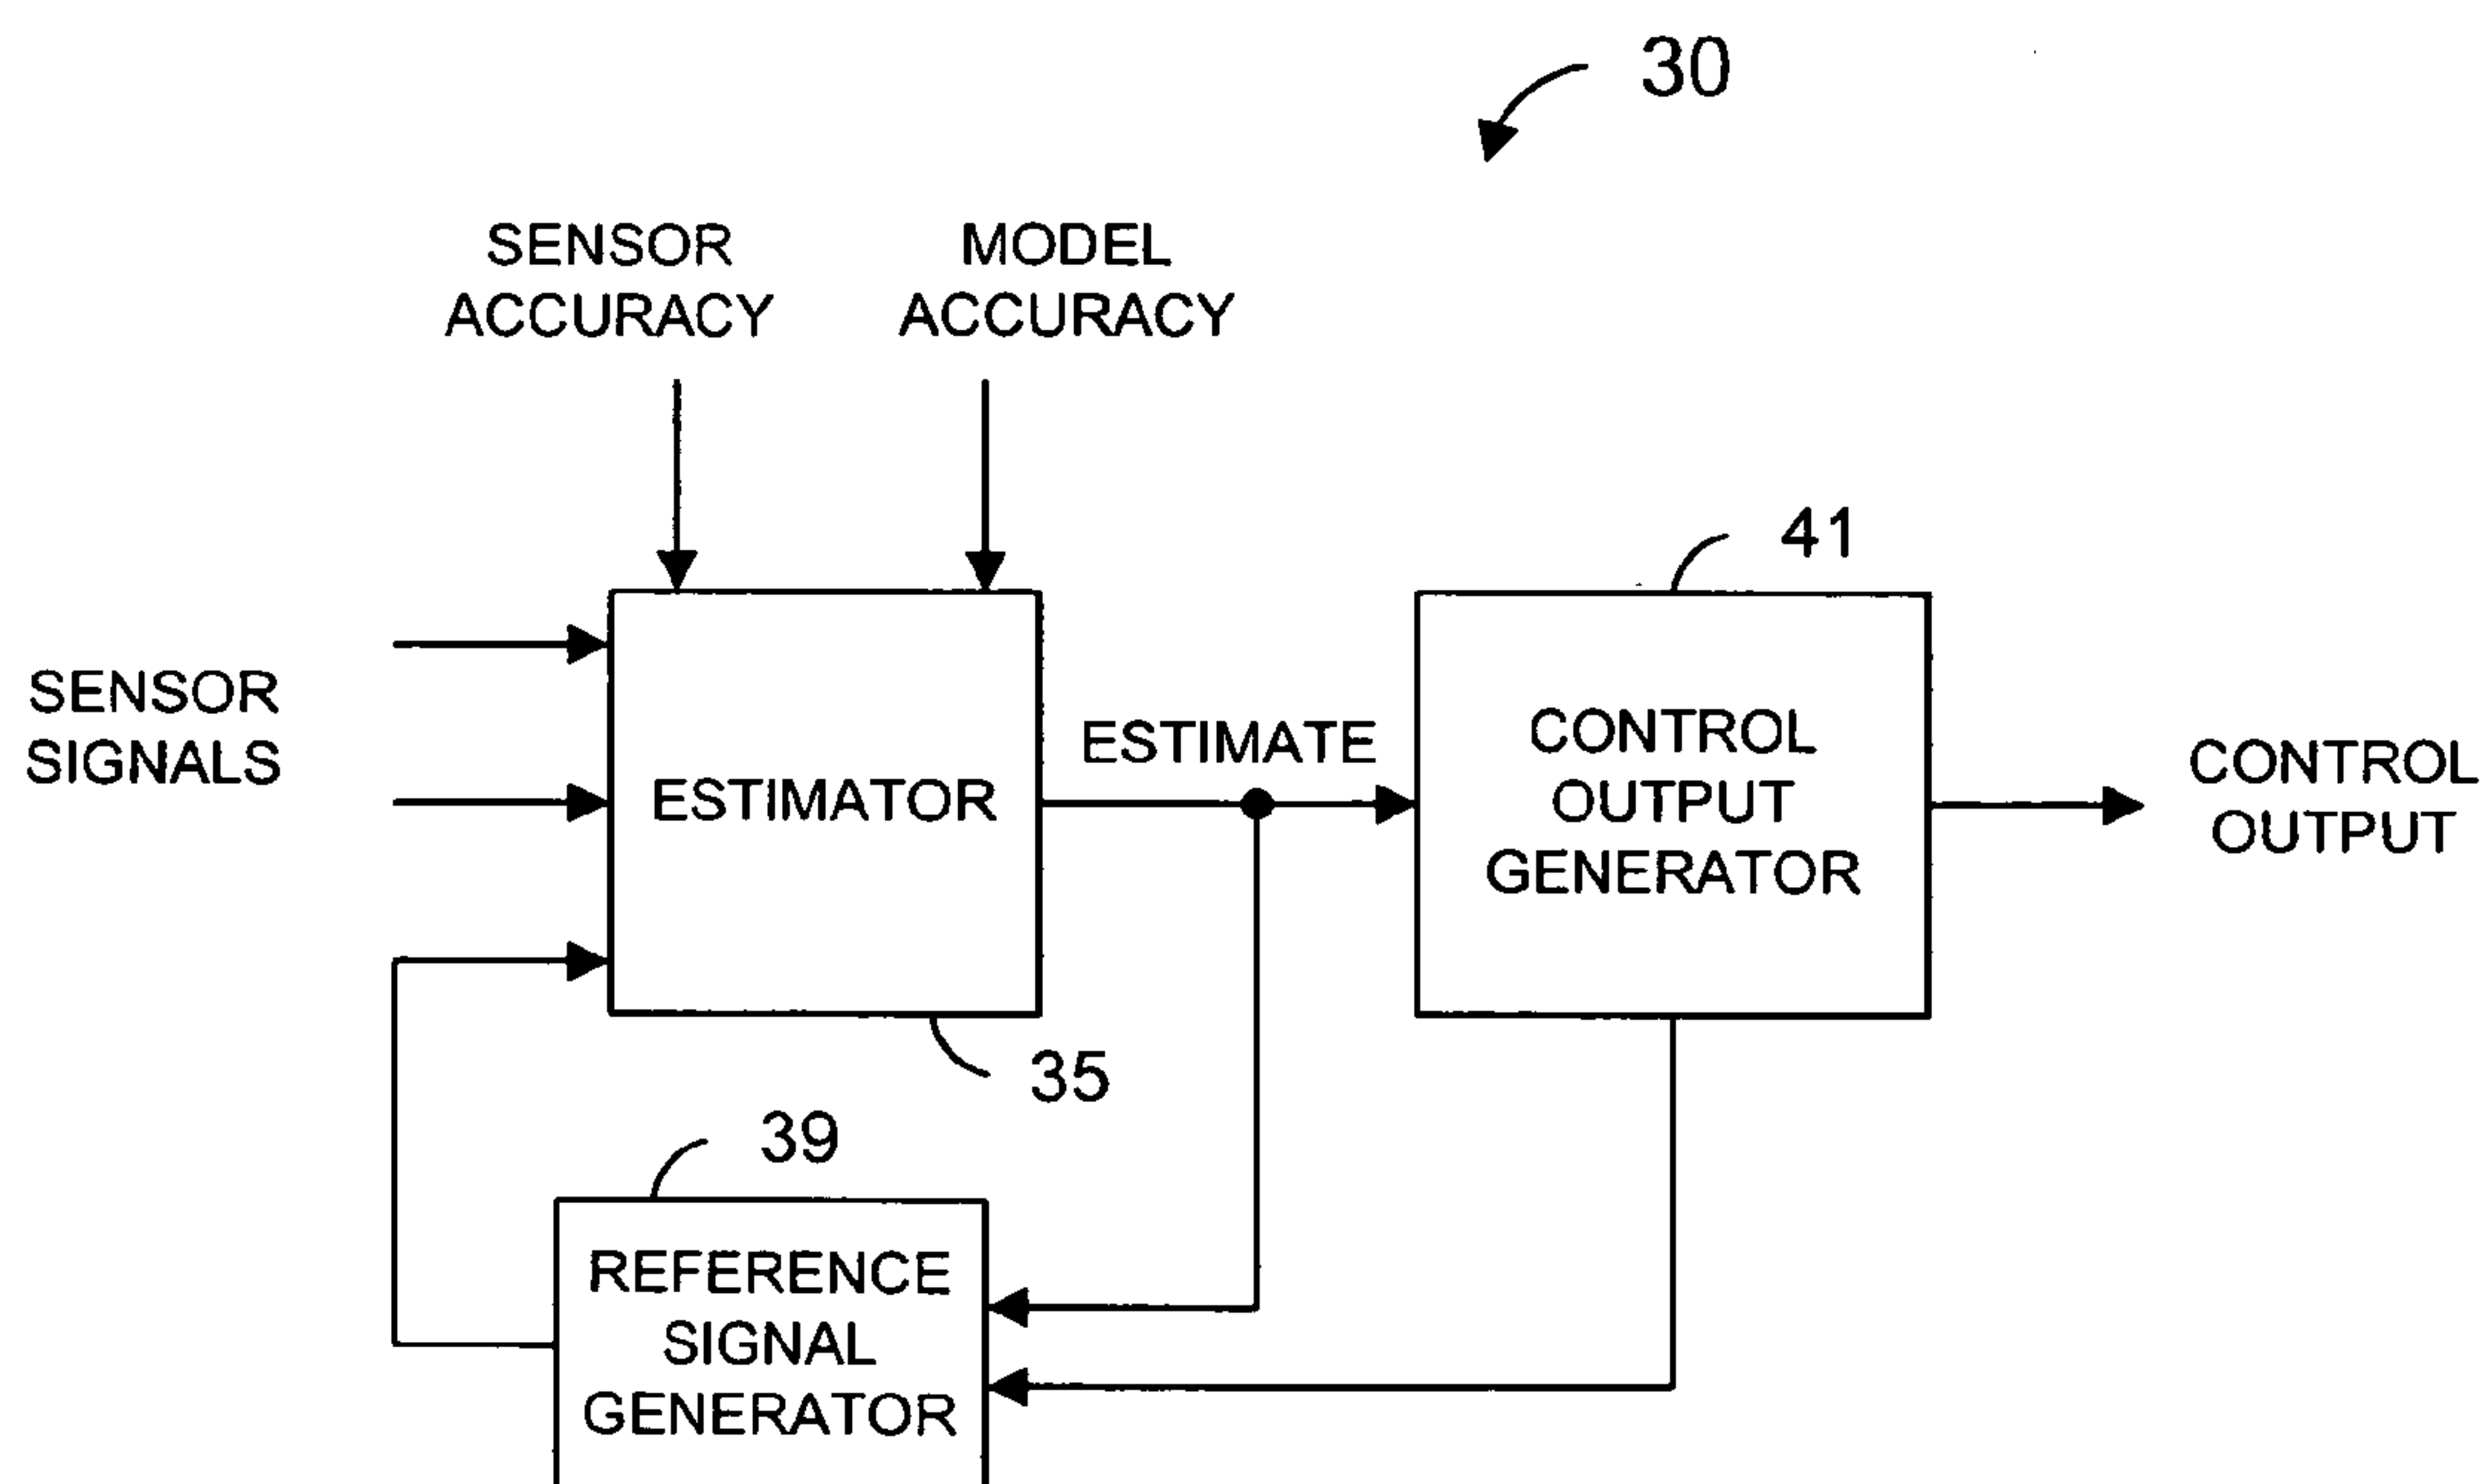 30
SENSOR
ACCURACY
MODEL
ACCURACY
41
SENSOR
SIGNALS
ESTIMATOR
ESTIMATE
CONTROL
OUTPUT
GENERATOR
CONTROL
OUTPUT
35
39
REFERENCE
SIGNAL
GENERATOR